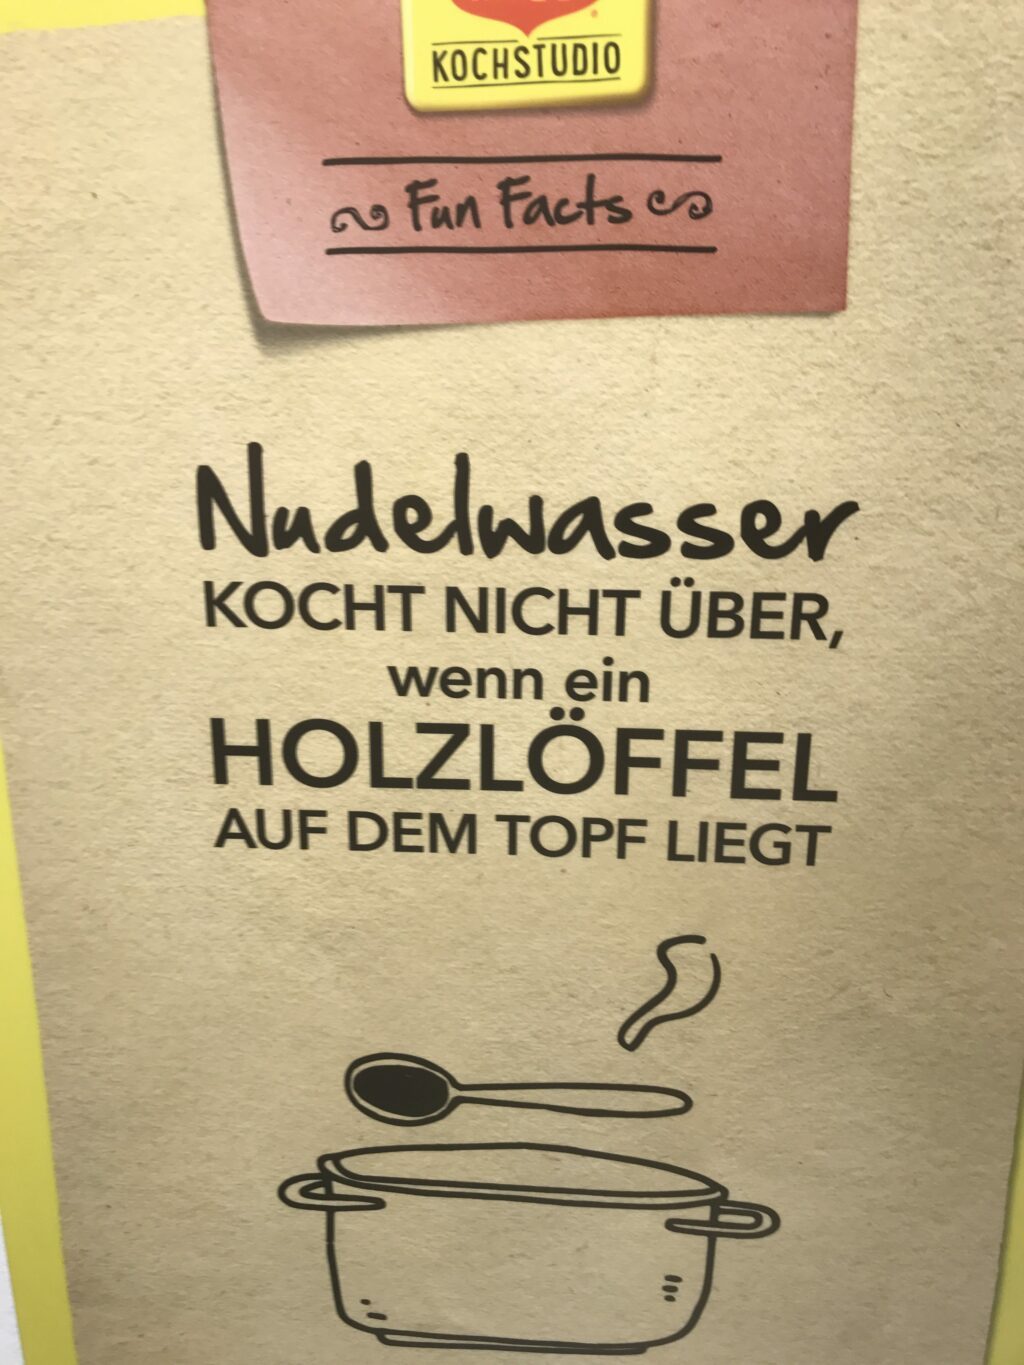 KOCHSTUDIO
Fun Facts
Nudelwasser
KOCHT NICHT ÜBER,
wenn ein
HOLZLÖFFEL
AUF DEM TOPF LIEGT